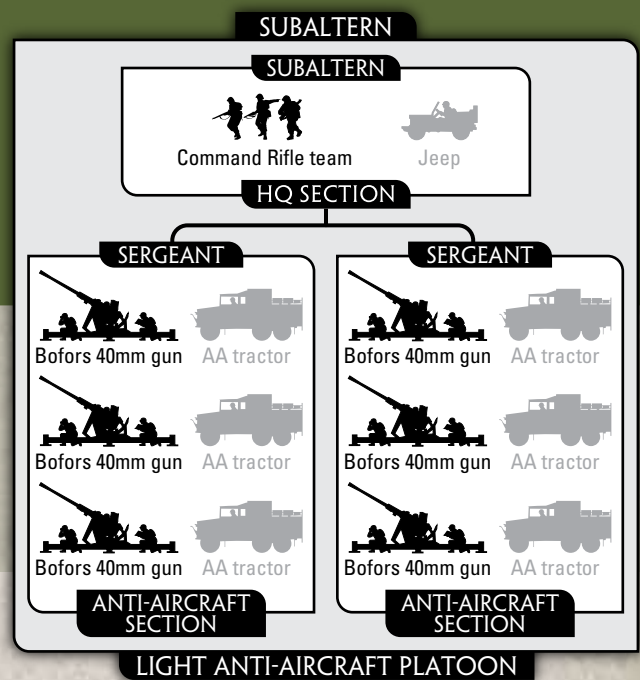 SUBALTERN
SUBALTERN
Command Rifle team
Jeep
HQ SECTION
SERGEANT
Bofors 40mm gun
AA tractor
Bofors 40mm gun
AA tractor
Bofors 40mm gun
AA tractor
ANTI-AIRCRAFT
SECTION
SERGEANT
Bofors 40mm gun
AA tractor
Bofors 40mm gun
AA tractor
Bofors 40mm gun
AA tractor
ANTI-AIRCRAFT
SECTION
LIGHT ANTI-AIRCRAFT PLATOON